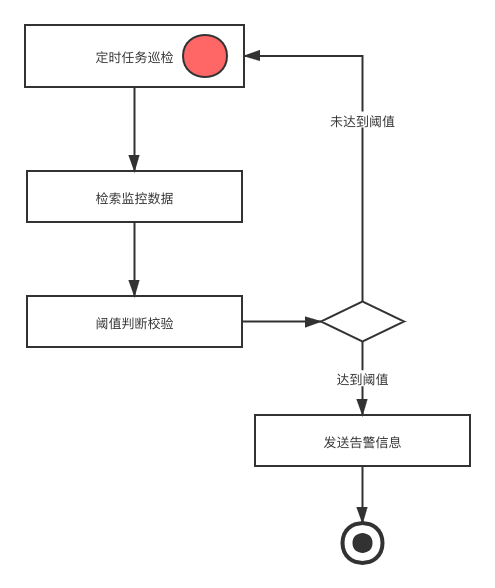 定时任务巡检
未达到阈值
检索监控数据
阈值判断校验
达到阈值
发送告警信息